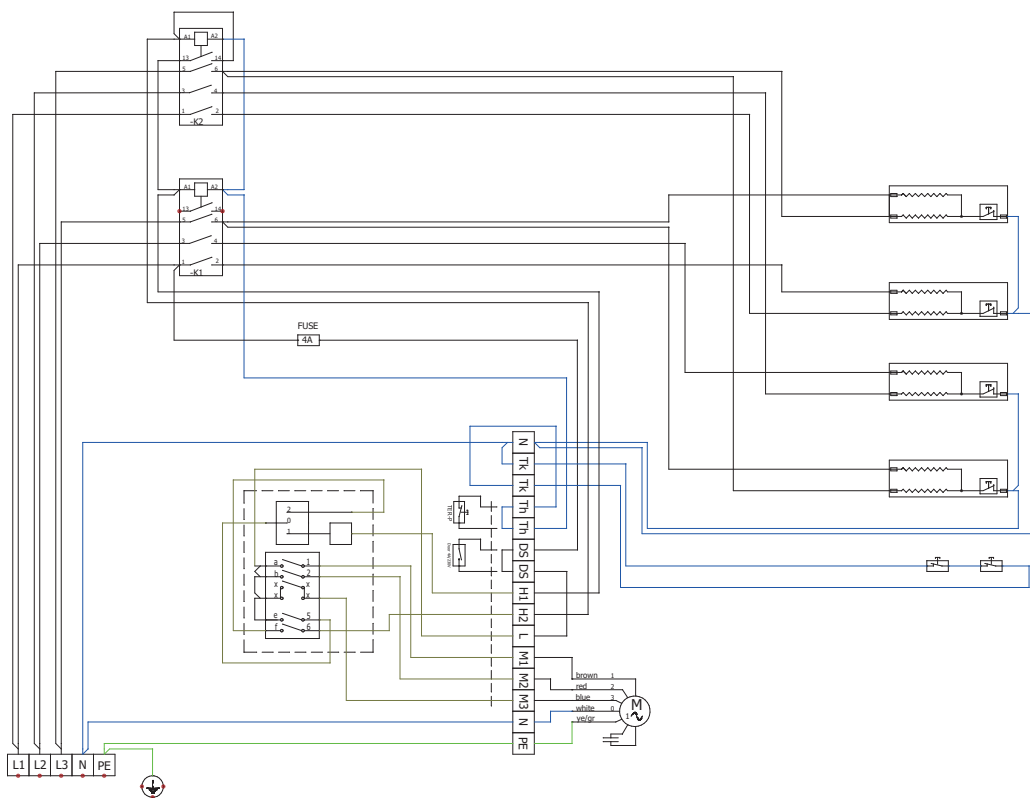 A1 A2
13 14
5 6
3 4
1 2
-K2
A1 A2
13 14
5 6
3 4
1 2
-K1
FUSE
4A
N
Tk
Tk
Th
Th
DS
DS
H1
H2
L
M1
M2
M3
N
PE
TER-P
2
0
1
a 1
b 2
x x
x x
e 5
f 6
brown 1
red 2
blue 3
white 0
ye/gr
M
1
L1 L2 L3 N PE